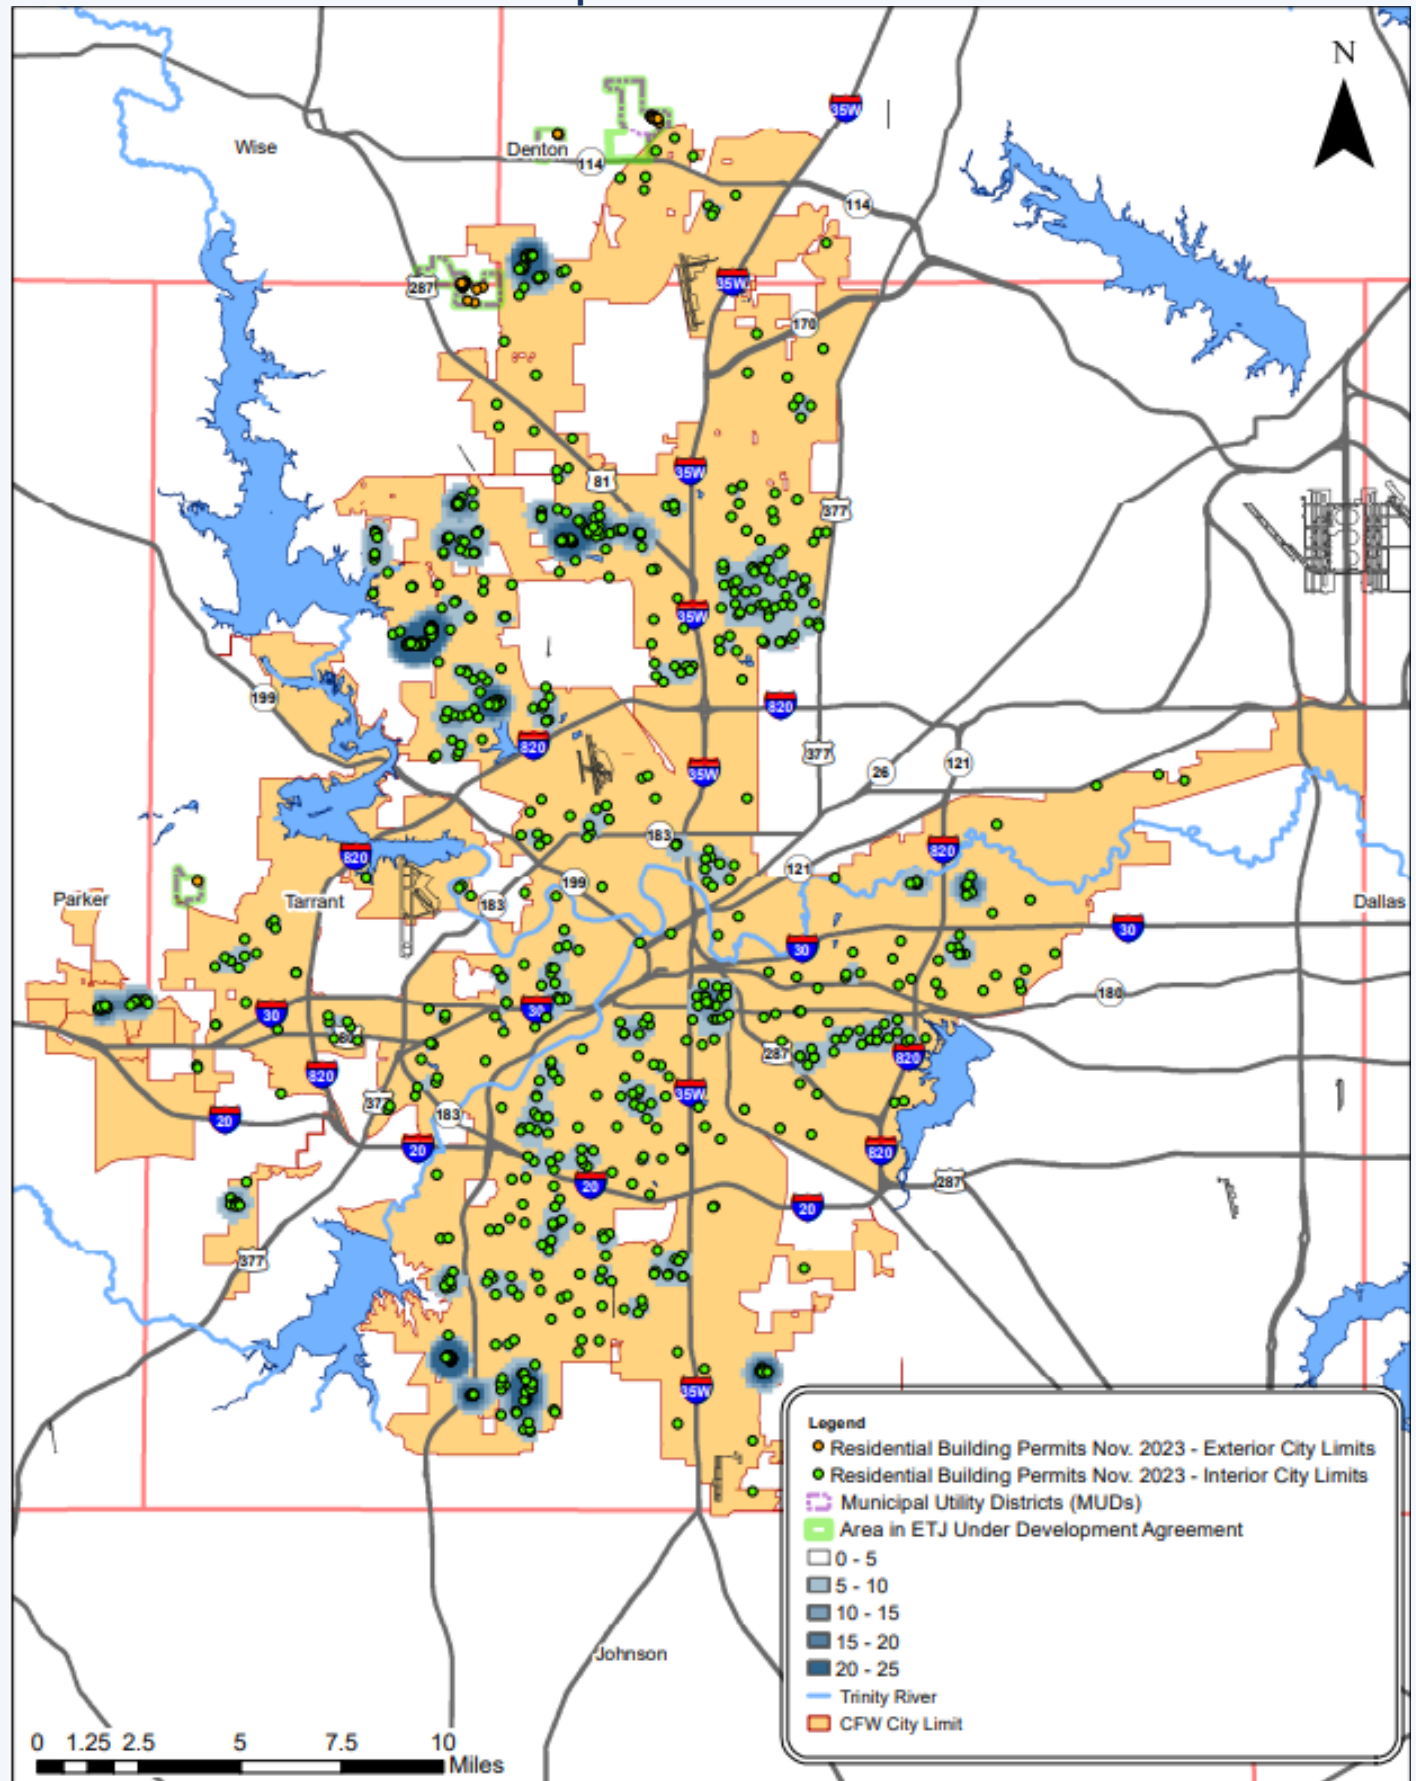 N
35W
Wise
Denton
114
114
287
35W
170
81
35W
377
35W
199
820
820
377
35W
26
121
183
820
820
121
199
183
Parker
Tarrant
Dallas
30
30
180
30
30
287
820
820
35W
377
183
20
20
820
287
20
20
377
35W
Legend
Residential Building Permits Nov. 2023 - Exterior City Limits
Residential Building Permits Nov. 2023 - Interior City Limits
Municipal Utility Districts (MUDs)
Area in ETJ Under Development Agreement
0 - 5
5 - 10
10 - 15
15 - 20
20 - 25
Trinity River
CFW City Limit
Johnson
0 1.25 2.5 5 7.5 10
Miles